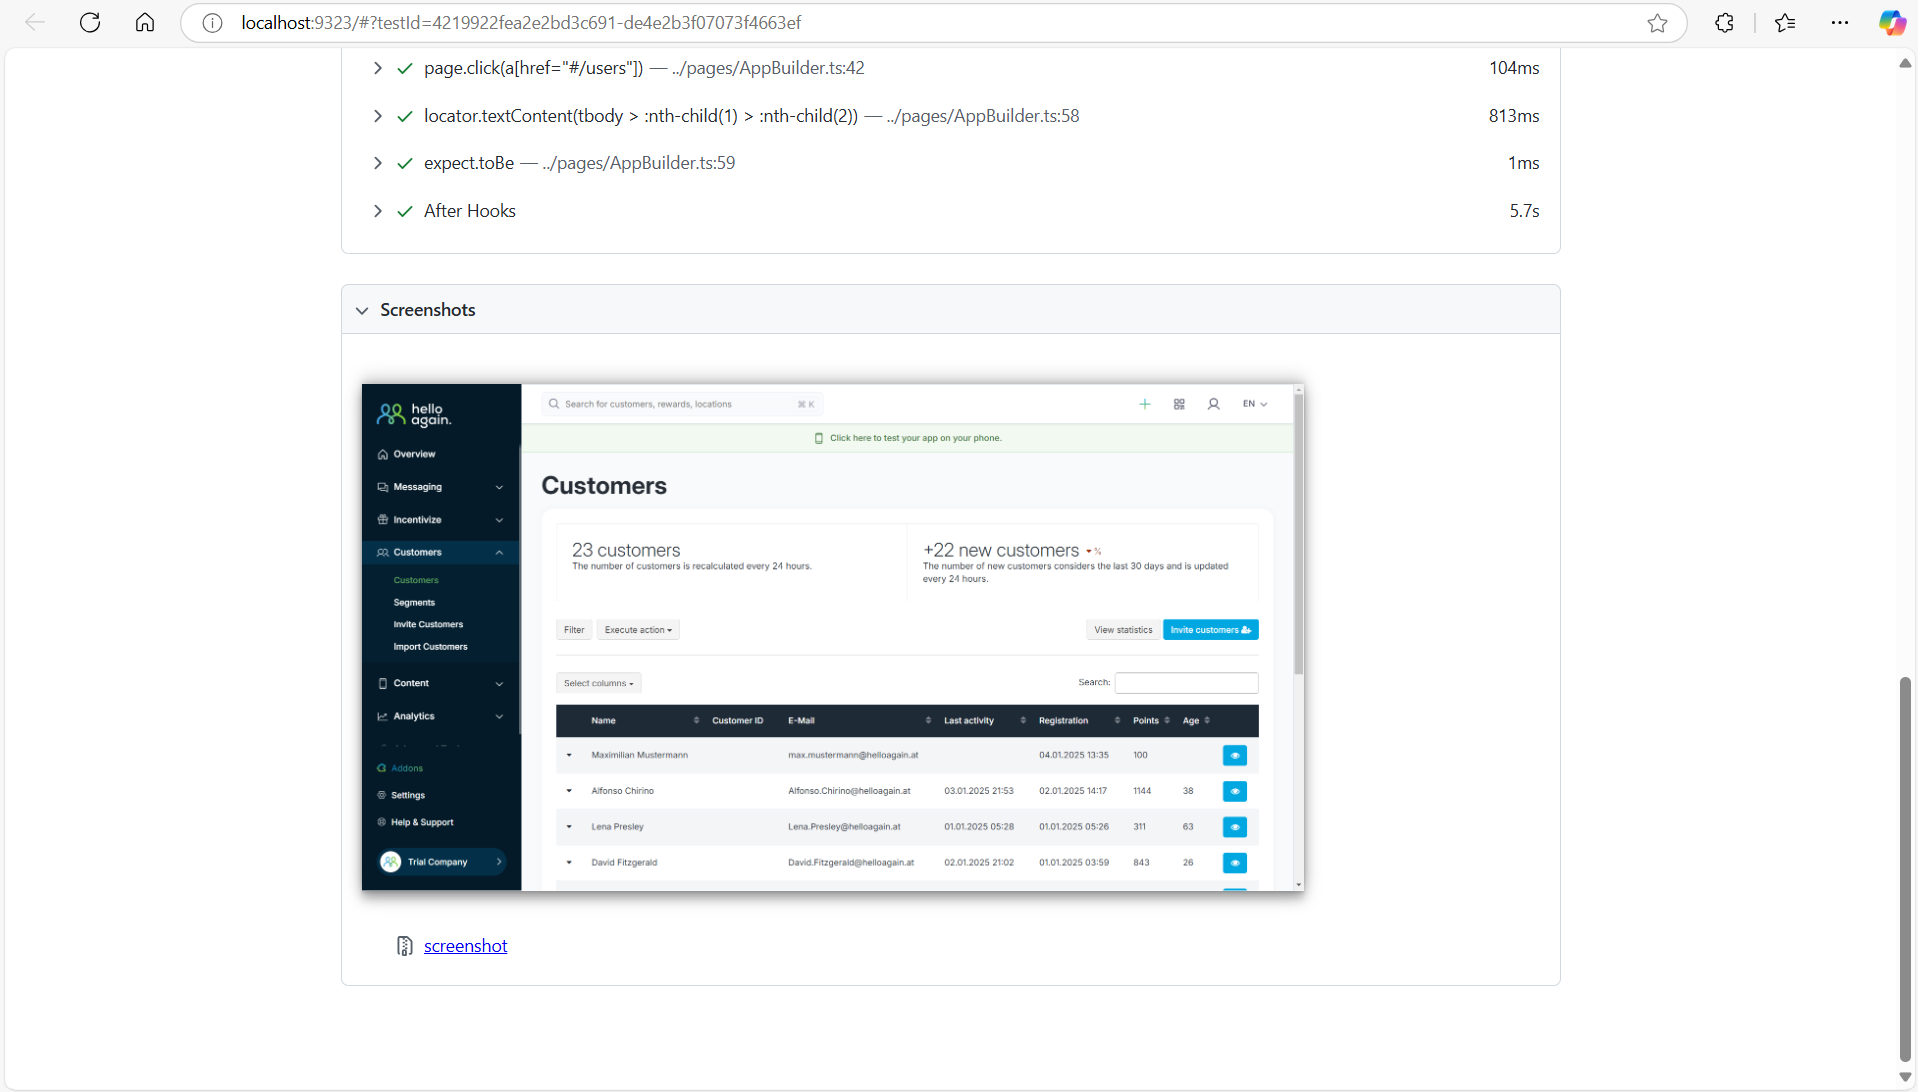 localhost:9323/#?testId=4219922fea2e2bd3c691-de4e2b3f07073f4663ef
page.click(a[href="#/users"]) — ../pages/AppBuilder.ts:42 104ms
locator.textContent(tbody > :nth-child(1) > :nth-child(2)) — ../pages/AppBuilder.ts:58 813ms
expect.toBe — ../pages/AppBuilder.ts:59 1ms
After Hooks 5.7s
Screenshots
hello
again.
Search for customers, rewards, locations ⌘ K
EN
Click here to test your app on your phone.
Overview
Messaging
Incentivize
Customers
Customers
Segments
Invite Customers
Import Customers
Content
Analytics
Addons
Settings
Help & Support
Trial Company
Customers
23 customers
The number of customers is recalculated every 24 hours.
+22 new customers %
The number of new customers considers the last 30 days and is updated
every 24 hours.
Filter Execute action View statistics Invite customers
Select columns Search:
Name Customer ID E-Mail Last activity Registration Points Age
Maximilian Mustermann max.mustermann@helloagain.at 04.01.2025 13:35 100
Alfonso Chirino Alfonso.Chirino@helloagain.at 03.01.2025 21:53 02.01.2025 14:17 1144 38
Lena Presley Lena.Presley@helloagain.at 01.01.2025 05:28 01.01.2025 05:26 311 63
David Fitzgerald David.Fitzgerald@helloagain.at 02.01.2025 21:02 01.01.2025 03:59 843 26
screenshot